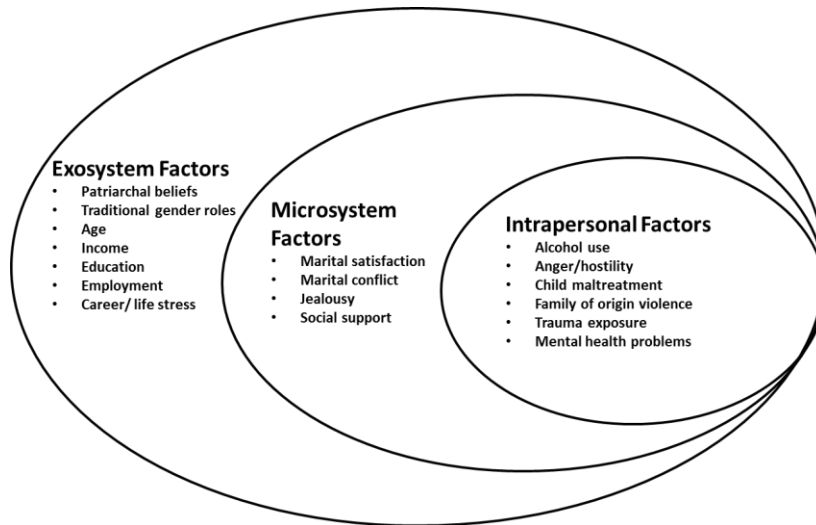 Exosystem Factors
• Patriarchal beliefs
• Traditional gender roles
• Age
• Income
• Education
• Employment
• Career/ life stress
Microsystem
Factors
• Marital satisfaction
• Marital conflict
• Jealousy
• Social support
Intrapersonal Factors
• Alcohol use
• Anger/hostility
• Child maltreatment
• Family of origin violence
• Trauma exposure
• Mental health problems